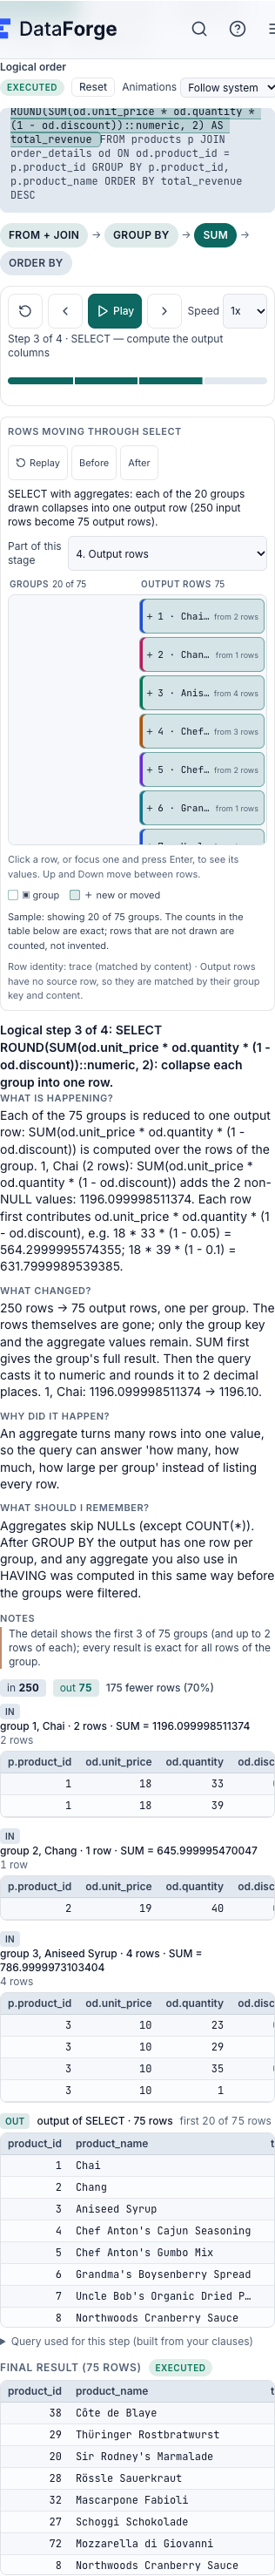 DataForge
Logical order
EXECUTED Reset Animations Follow system
ROUND(SUM(od.unit_price * od.quantity *
(1 - od.discount))::numeric, 2) AS
total_revenue FROM products p JOIN
order_details od ON od.product_id =
p.product_id GROUP BY p.product_id,
p.product_name ORDER BY total_revenue
DESC
FROM + JOIN → GROUP BY → SUM →
ORDER BY
Play Speed 1x
Step 3 of 4 · SELECT — compute the output
columns
ROWS MOVING THROUGH SELECT
Replay Before After
SELECT with aggregates: each of the 20 groups
drawn collapses into one output row (250 input
rows become 75 output rows).
Part of this
stage
4. Output rows
GROUPS 20 of 75 OUTPUT ROWS 75
+ 1 · Chai… from 2 rows
+ 2 · Chan… from 1 rows
+ 3 · Anis… from 4 rows
+ 4 · Chef… from 3 rows
+ 5 · Chef… from 2 rows
+ 6 · Gran… from 1 rows
Click a row, or focus one and press Enter, to see its
values. Up and Down move between rows.
group + new or moved
Sample: showing 20 of 75 groups. The counts in the
table below are exact; rows that are not drawn are
counted, not invented.
Row identity: trace (matched by content) · Output rows
have no source row, so they are matched by their group
key and content.
Logical step 3 of 4: SELECT
ROUND(SUM(od.unit_price * od.quantity * (1 -
od.discount))::numeric, 2): collapse each
group into one row.
WHAT IS HAPPENING?
Each of the 75 groups is reduced to one output
row: SUM(od.unit_price * od.quantity * (1 -
od.discount)) is computed over the rows of the
group. 1, Chai (2 rows): SUM(od.unit_price *
od.quantity * (1 - od.discount)) adds the 2 non-
NULL values: 1196.099998511374. Each row
first contributes od.unit_price * od.quantity * (1
- od.discount), e.g. 18 * 33 * (1 - 0.05) =
564.2999995574355; 18 * 39 * (1 - 0.1) =
631.7999989539385.
WHAT CHANGED?
250 rows → 75 output rows, one per group. The
rows themselves are gone; only the group key
and the aggregate values remain. SUM first
gives the group's full result. Then the query
casts it to numeric and rounds it to 2 decimal
places. 1, Chai: 1196.099998511374 → 1196.10.
WHY DID IT HAPPEN?
An aggregate turns many rows into one value,
so the query can answer 'how many, how
much, how large per group' instead of listing
every row.
WHAT SHOULD I REMEMBER?
Aggregates skip NULLs (except COUNT(*)).
After GROUP BY the output has one row per
group, and any aggregate you also use in
HAVING was computed in this same way before
the groups were filtered.
NOTES
The detail shows the first 3 of 75 groups (and up to 2
rows of each); every result is exact for all rows of the
group.
in 250 out 75 175 fewer rows (70%)
IN
group 1, Chai · 2 rows · SUM = 1196.099998511374
2 rows
p.product_id od.unit_price od.quantity od.disc
1 18 33
1 18 39
IN
group 2, Chang · 1 row · SUM = 645.999995470047
1 row
p.product_id od.unit_price od.quantity od.disc
2 19 40
IN
group 3, Aniseed Syrup · 4 rows · SUM =
786.9999973103404
4 rows
p.product_id od.unit_price od.quantity od.disc
3 10 23
3 10 29
3 10 35
3 10 1
OUT output of SELECT · 75 rows first 20 of 75 rows
product_id product_name t
1 Chai
2 Chang
3 Aniseed Syrup
4 Chef Anton's Cajun Seasoning
5 Chef Anton's Gumbo Mix
6 Grandma's Boysenberry Spread
7 Uncle Bob's Organic Dried P…
8 Northwoods Cranberry Sauce
Query used for this step (built from your clauses)
FINAL RESULT (75 ROWS) EXECUTED
product_id product_name t
38 Côte de Blaye
29 Thüringer Rostbratwurst
20 Sir Rodney's Marmalade
28 Rössle Sauerkraut
32 Mascarpone Fabioli
27 Schoggi Schokolade
72 Mozzarella di Giovanni
8 Northwoods Cranberry Sauce